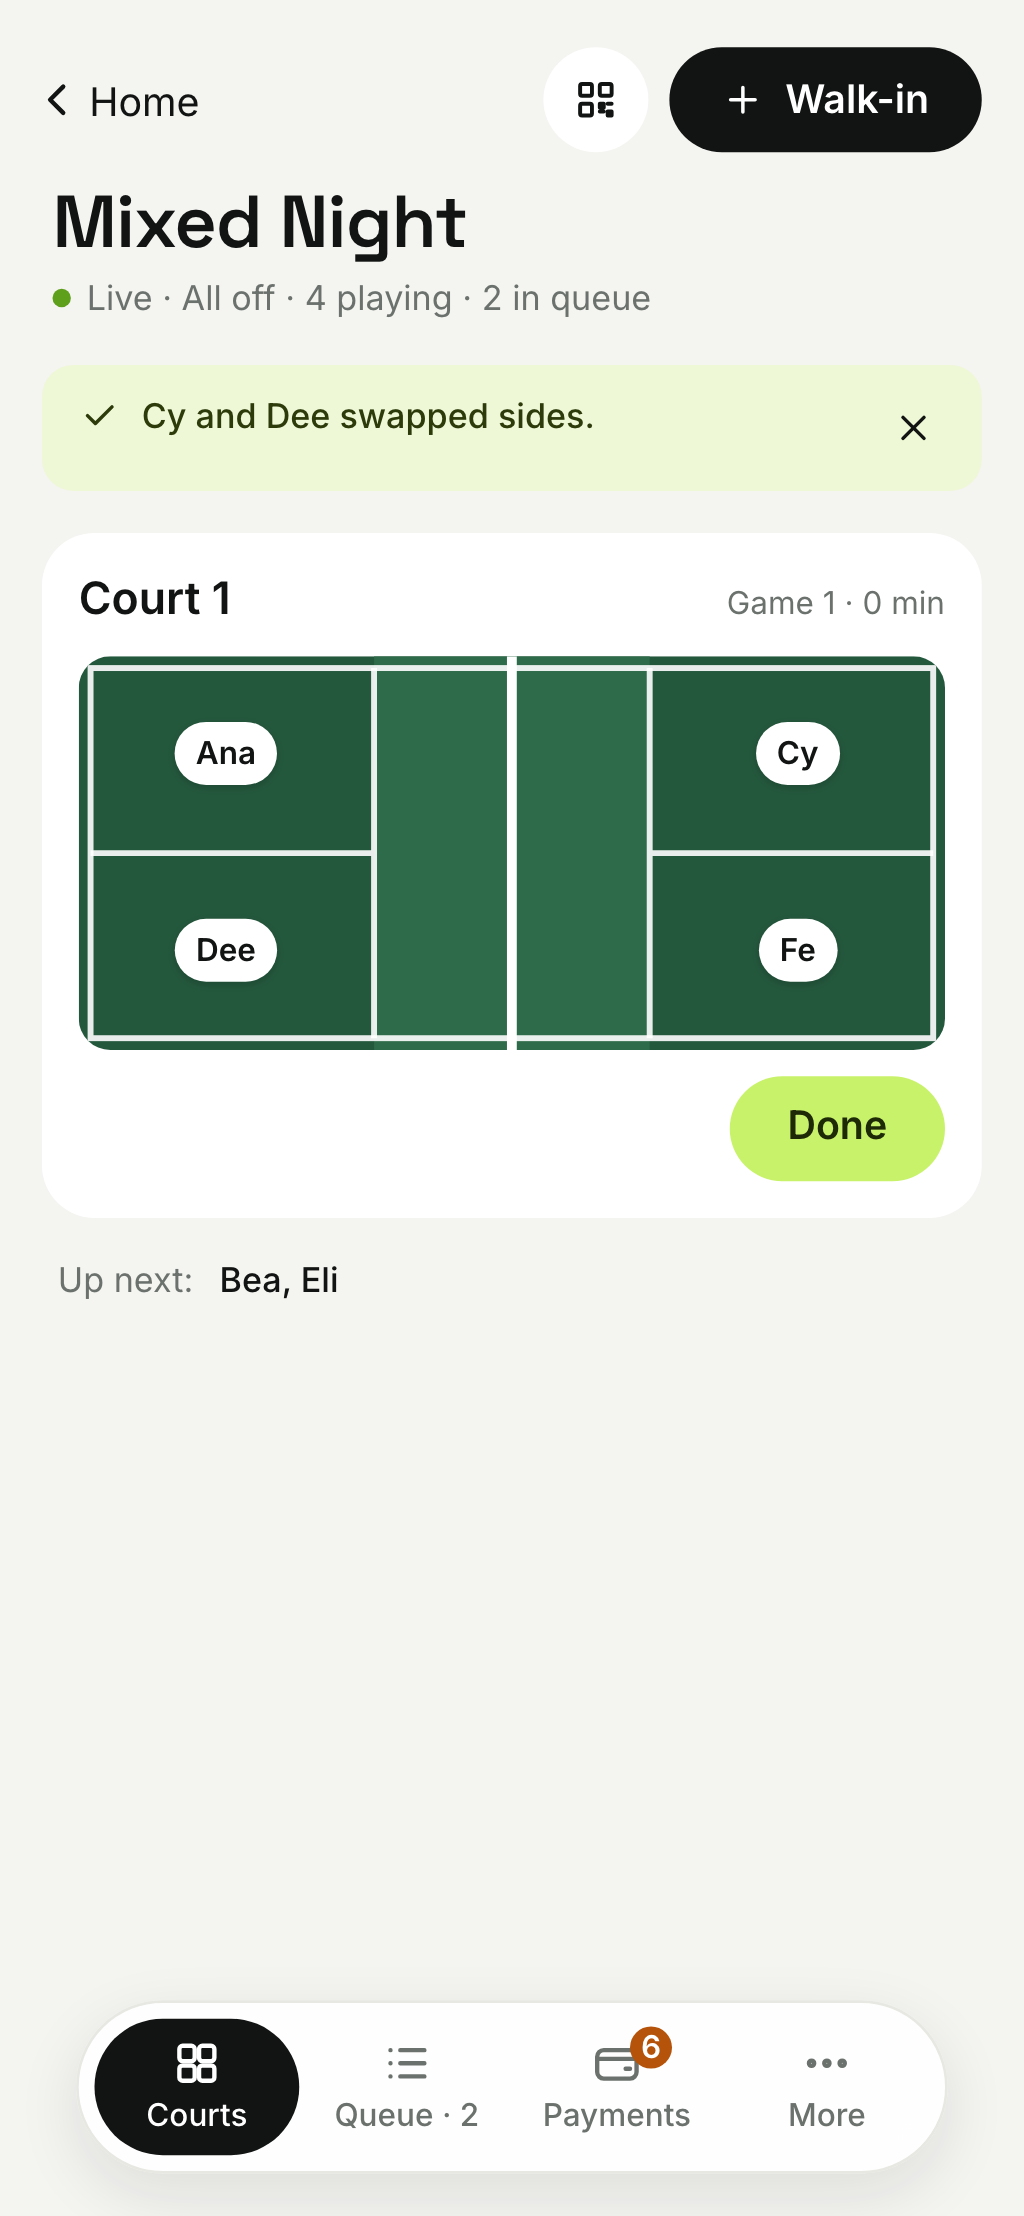 Home
Walk-in
Mixed Night
Live · All off · 4 playing · 2 in queue
Cy and Dee swapped sides.
Court 1
Game 1 · 0 min
Ana
Cy
Dee
Fe
Done
Up next: Bea, Eli
6
Courts
Queue · 2
Payments
More